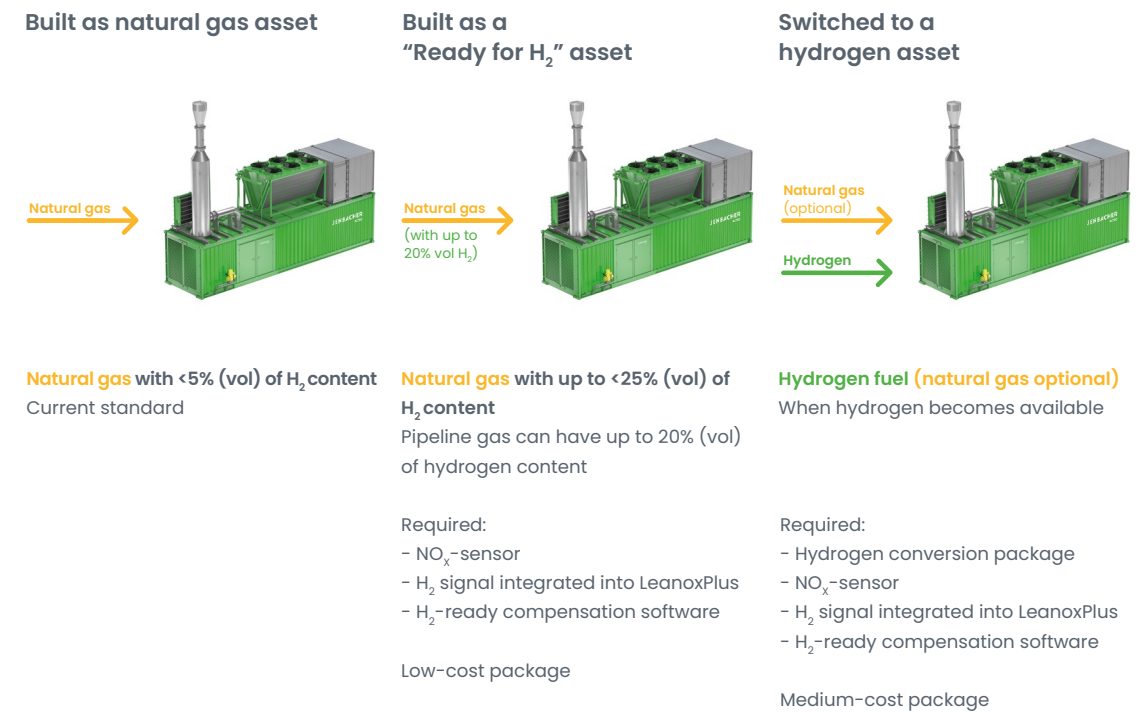 Built as natural gas asset
Natural gas
JENBACHER
Natural gas with <5% (vol) of H₂ content
Current standard
Built as a
“Ready for H₂” asset
Natural gas
(with up to
20% vol H₂)
JENBACHER
Natural gas with up to <25% (vol) of
H₂ content
Pipeline gas can have up to 20% (vol)
of hydrogen content
Required:
- NOₓ-sensor
- H₂ signal integrated into LeanoxPlus
- H₂-ready compensation software
Low-cost package
Switched to a
hydrogen asset
Natural gas
(optional)
Hydrogen
JENBACHER
Hydrogen fuel (natural gas optional)
When hydrogen becomes available
Required:
- Hydrogen conversion package
- NOₓ-sensor
- H₂ signal integrated into LeanoxPlus
- H₂-ready compensation software
Medium-cost package